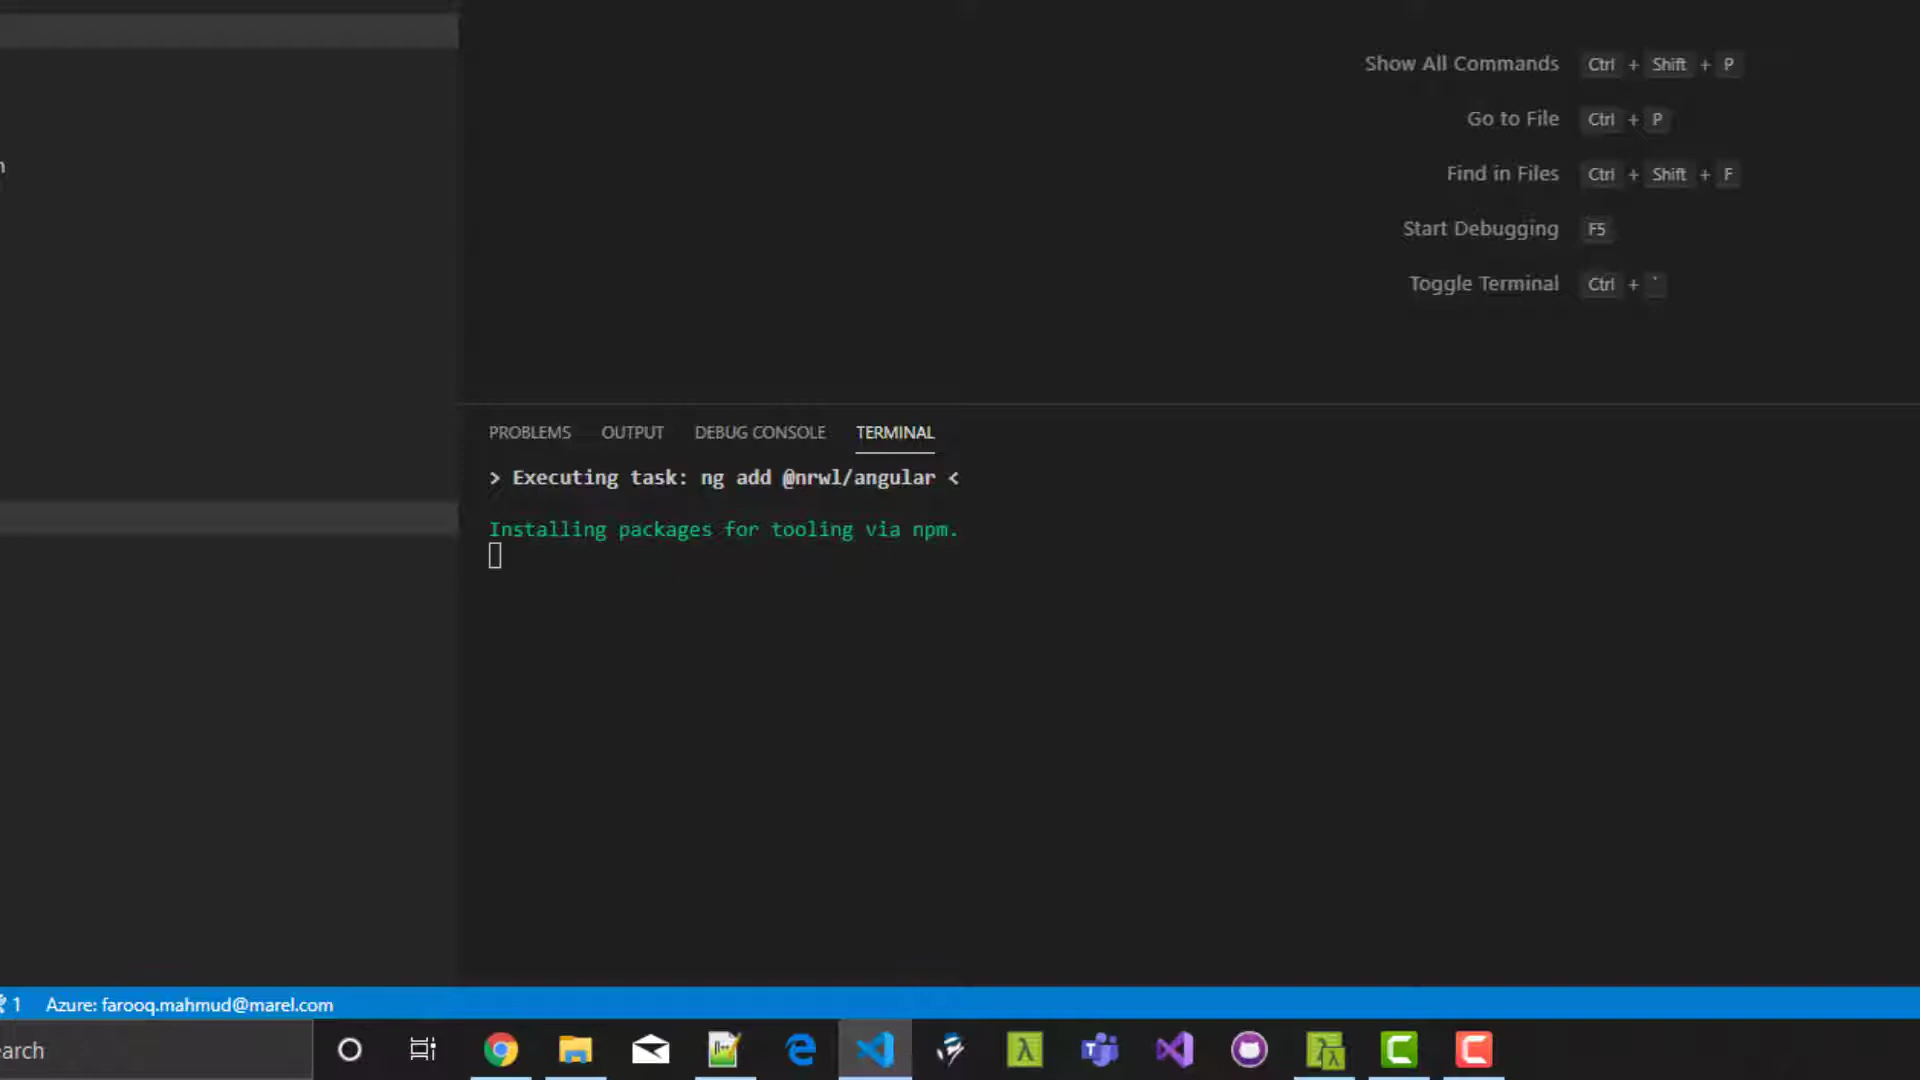 Show All Commands Ctrl + Shift + P
Go to File Ctrl + P
n
Find in Files Ctrl + Shift + F
Start Debugging F5
Toggle Terminal Ctrl + `
PROBLEMS OUTPUT DEBUG CONSOLE TERMINAL
> Executing task: ng add @nrwl/angular <
Installing packages for tooling via npm.
1 Azure: farooq.mahmud@marel.com
earch